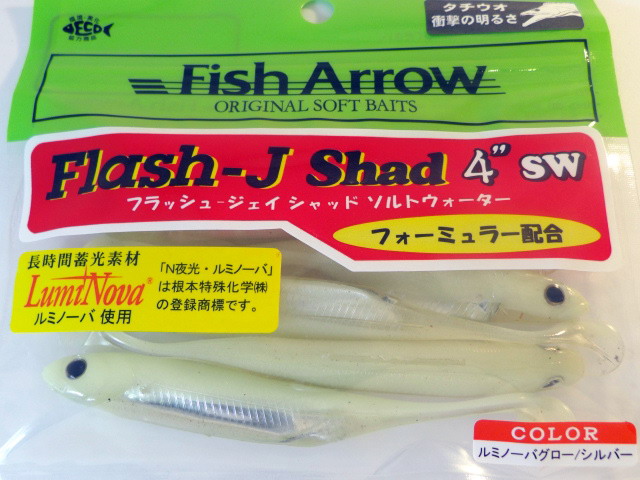 ECO
タチウオ
衝撃の明るさ
Fish Arrow
ORIGINAL SOFT BAITS
Flash-J Shad 4" SW
フラッシュ-ジェイ シャッド ソルトウォーター
フォーミュラー配合
長時間蓄光素材
LumiNova®
ルミノーバ 使用
「N夜光・ルミノーバ」
は根本特殊化学㈱
の登録商標です。
COLOR
ルミノーバグロー/シルバー